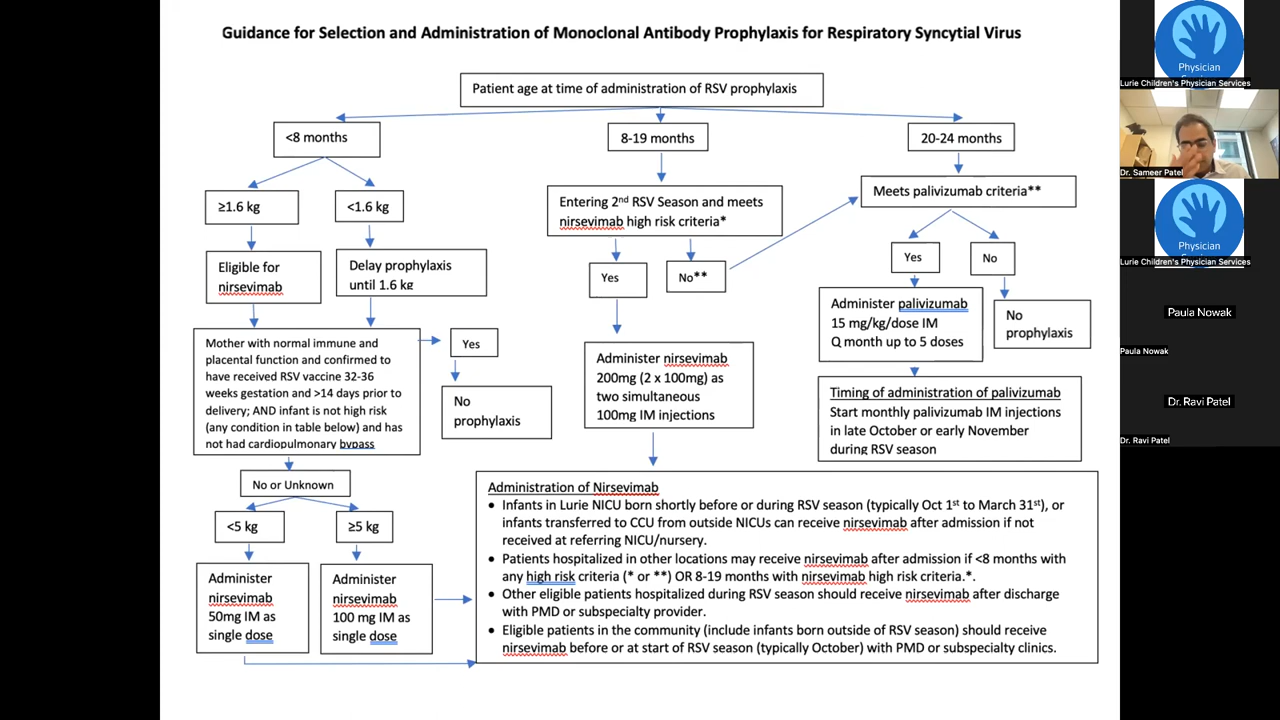 Guidance for Selection and Administration of Monoclonal Antibody Prophylaxis for Respiratory Syncytial Virus
Patient age at time of administration of RSV prophylaxis
<8 months
8-19 months
20-24 months
≥1.6 kg
<1.6 kg
Entering 2nd RSV Season and meets
nirsevimab high risk criteria*
Meets palivizumab criteria**
Eligible for
nirsevimab
Delay prophylaxis
until 1.6 kg
Yes
No**
Yes
No
Administer palivizumab
15 mg/kg/dose IM
Q month up to 5 doses
No
prophylaxis
Mother with normal immune and
placental function and confirmed to
have received RSV vaccine 32-36
weeks gestation and >14 days prior to
delivery; AND infant is not high risk
(any condition in table below) and has
not had cardiopulmonary bypass
Yes
No
prophylaxis
Administer nirsevimab
200mg (2 x 100mg) as
two simultaneous
100mg IM injections
Timing of administration of palivizumab
Start monthly palivizumab IM injections
in late October or early November
during RSV season
No or Unknown
<5 kg
≥5 kg
Administer
nirsevimab
50mg IM as
single dose
Administer
nirsevimab
100 mg IM as
single dose
Administration of Nirsevimab
• Infants in Lurie NICU born shortly before or during RSV season (typically Oct 1st to March 31st), or
infants transferred to CCU from outside NICUs can receive nirsevimab after admission if not
received at referring NICU/nursery.
• Patients hospitalized in other locations may receive nirsevimab after admission if <8 months with
any high risk criteria (* or **) OR 8-19 months with nirsevimab high risk criteria.*.
• Other eligible patients hospitalized during RSV season should receive nirsevimab after discharge
with PMD or subspecialty provider.
• Eligible patients in the community (include infants born outside of RSV season) should receive
nirsevimab before or at start of RSV season (typically October) with PMD or subspecialty clinics.
Physician
Lurie Children's Physician Services
Dr. Sameer Patel
Physician
Lurie Children's Physician Services
Paula Nowak
Paula Nowak
Dr. Ravi Patel
Dr. Ravi Patel